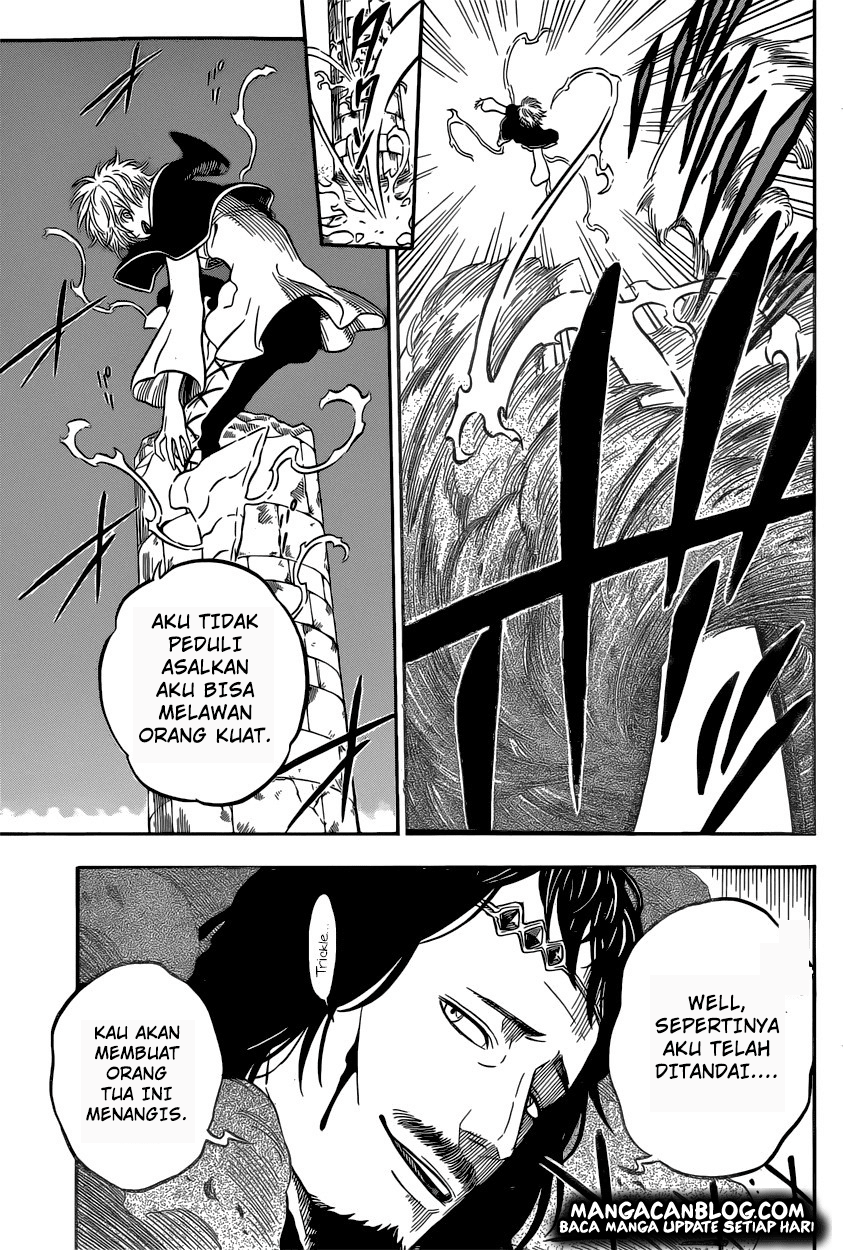 AKU TIDAK
PEDULI
ASALKAN
AKU BISA
MELAWAN
ORANG KUAT.
WELL,
SEPERTINYA
AKU TELAH
DITANDAI....
Trickle...
KAU AKAN
MEMBUAT
ORANG
TUA INI
MENANGIS.
MANGACANBLOG.COM
BACA MANGA UPDATE SETIAP HARI